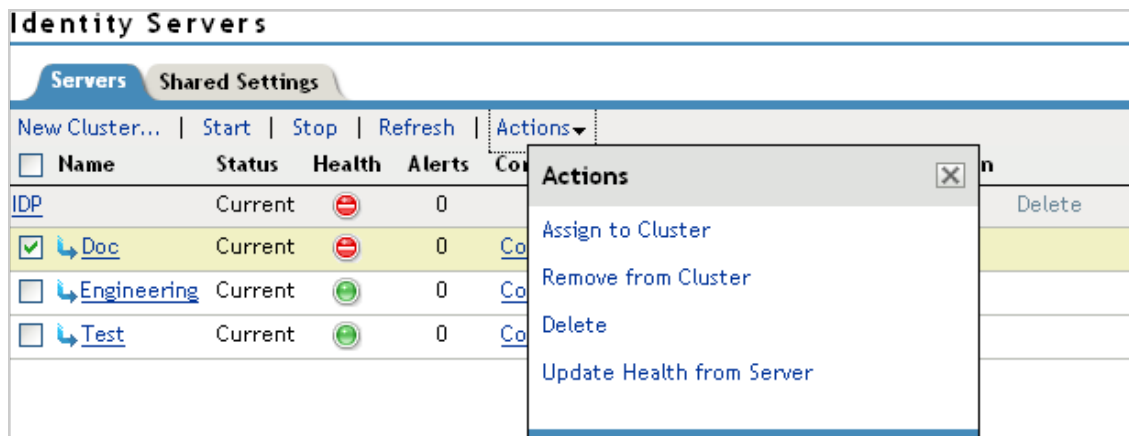 Identity Servers
Servers Shared Settings
New Cluster... | Start | Stop | Refresh | Actions
Name Status Health Alerts
Actions
IDP Current 0 Delete
Assign to Cluster
Doc Current 0
Remove from Cluster
Engineering Current 0
Delete
Test Current 0
Update Health from Server